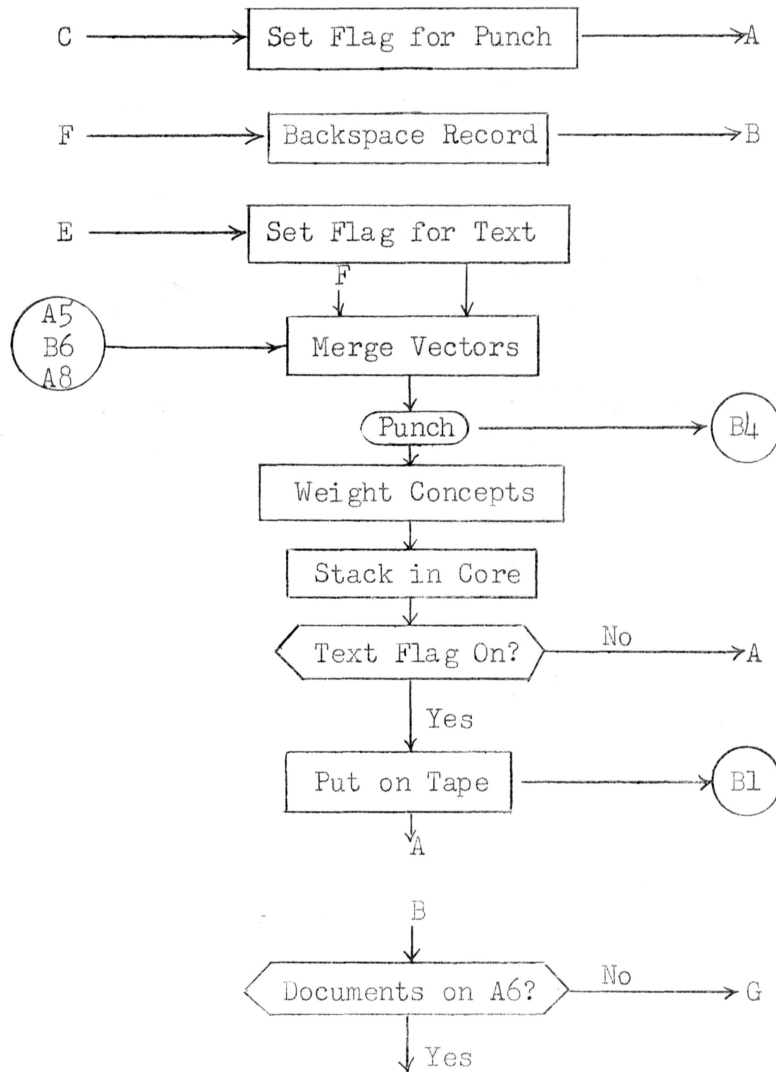 C Set Flag for Punch A
F Backspace Record B
E Set Flag for Text
F
A5
B6
A8
Merge Vectors
Punch B4
Weight Concepts
Stack in Core
Text Flag On? No A
Yes
Put on Tape B1
A
B
Documents on A6? No G
Yes